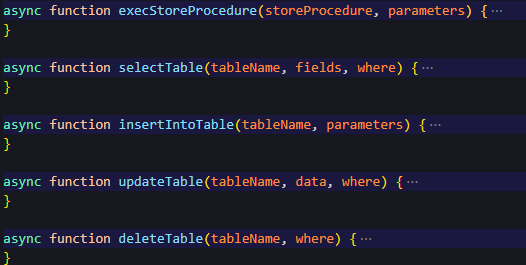 async function execStoreProcedure(storeProcedure, parameters) {···
}
async function selectTable(tableName, fields, where) {···
}
async function insertIntoTable(tableName, parameters) {···
}
async function updateTable(tableName, data, where) {···
}
async function deleteTable(tableName, where) {···
}